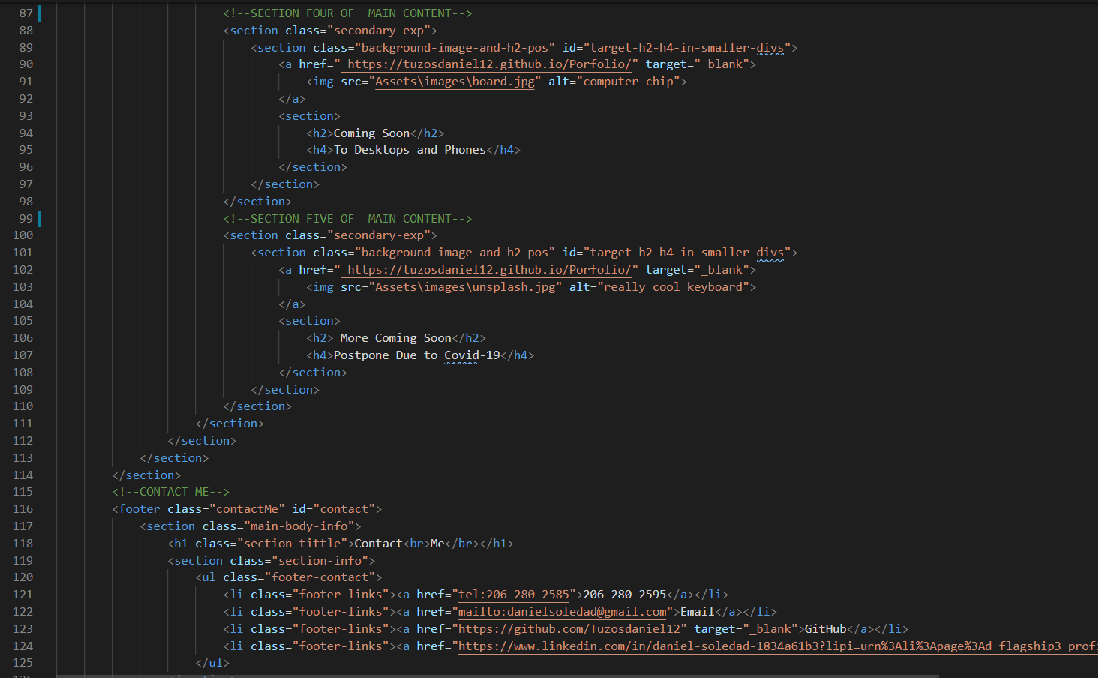 87 <!--SECTION FOUR OF  MAIN CONTENT-->
88 <section class="secondary exp">
89 <section class="background-image-and-h2-pos" id="target-h2-h4-in-smaller-divs">
90 <a href=" https://tuzosdaniel12.github.io/Porfolio/" target=" blank">
91 <img src="Assets\images\board.jpg" alt="computer chip">
92 </a>
93 <section>
94 <h2>Coming Soon</h2>
95 <h4>To Desktops and Phones</h4>
96 </section>
97 </section>
98 </section>
99 <!--SECTION FIVE OF  MAIN CONTENT-->
100 <section class="secondary-exp">
101 <section class="background image and h2 pos" id="target h2 h4 in smaller divs">
102 <a href=" https://tuzosdaniel12.github.io/Porfolio/" target="_blank">
103 <img src="Assets\images\unsplash.jpg" alt="really cool keyboard">
104 </a>
105 <section>
106 <h2> More Coming Soon</h2>
107 <h4>Postpone Due to Covid-19</h4>
108 </section>
109 </section>
110 </section>
111 </section>
112 </section>
113 </section>
114 </section>
115 <!--CONTACT ME-->
116 <footer class="contactMe" id="contact">
117 <section class="main-body-info">
118 <h1 class="section tittle">Contact<br>Me</br></h1>
119 <section class="section-info">
120 <ul class="footer-contact">
121 <li class="footer links"><a href="tel:206 280 2585">206 280 2595</a></li>
122 <li class="footer-links"><a href="mailto:danielsoledad@gmail.com">Email</a></li>
123 <li class="footer-links"><a href="https://github.com/Tuzosdaniel12" target="_blank">GitHub</a></li>
124 <li class="footer-links"><a href="https://www.linkedin.com/in/daniel-soledad-1834a61b3?lipi=urn%3Ali%3Apage%3Ad flagship3 profi
125 </ul>